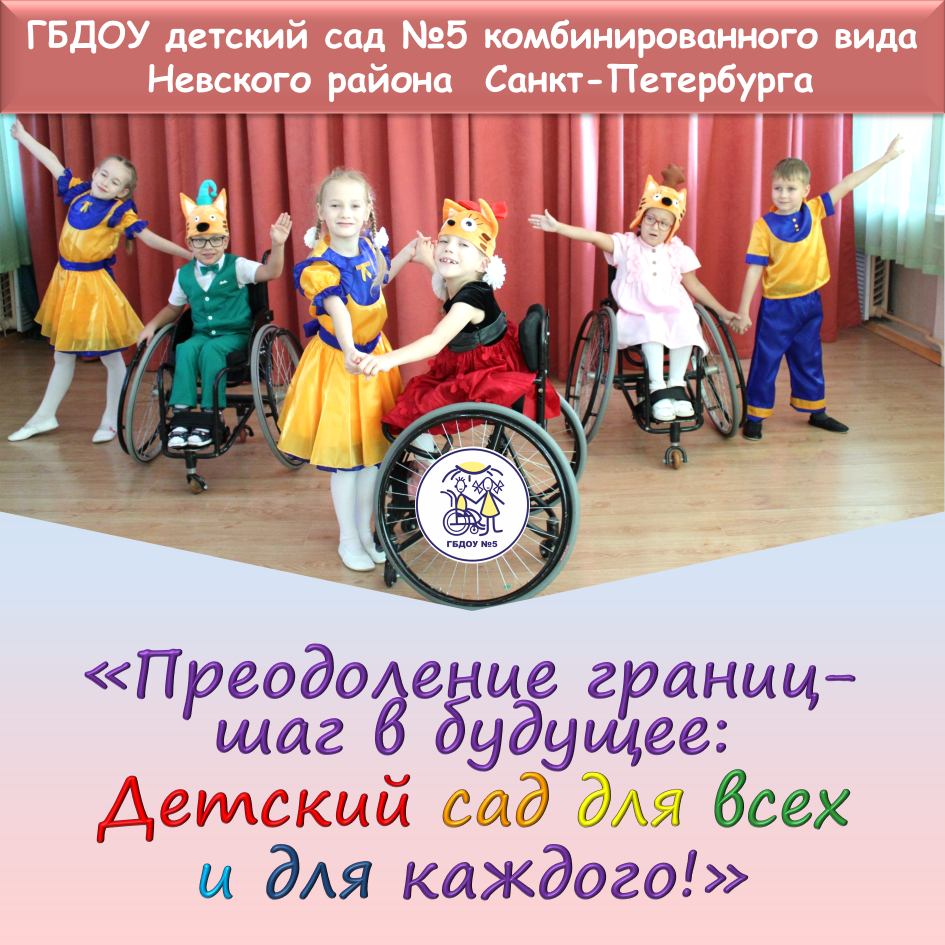 ГБДОУ детский сад №5 комбинированного вида
Невского района Санкт-Петербурга
ГБДОУ №5
«Преодоление границ-
шаг в будущее:
Детский сад для всех
и для каждого!»